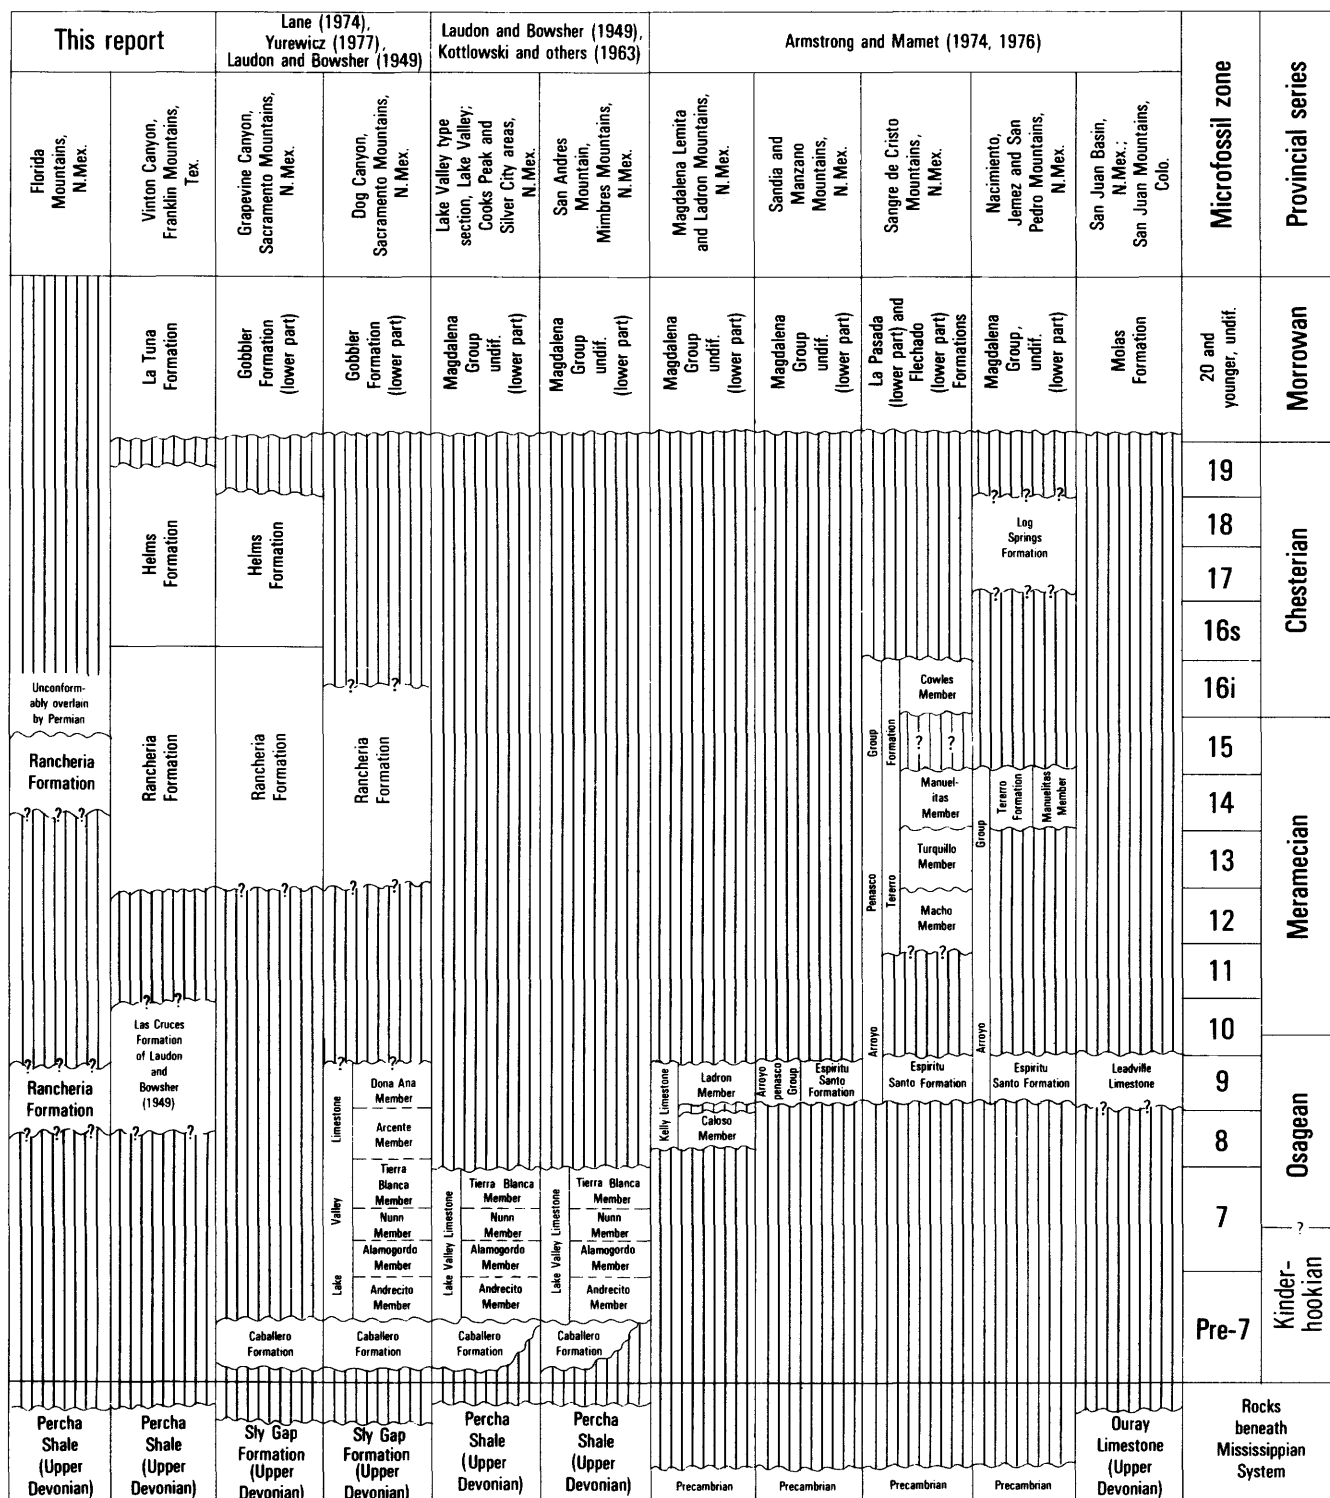 This report
Lane (1974),
Yurewicz (1977),
Laudon and Bowsher (1949)
Laudon and Bowsher (1949),
Kottlowski and others (1963)
Armstrong and Mamet (1974, 1976)
Microfossil zone
Provincial series
Florida
Mountains,
N.Mex.
Vinton Canyon,
Franklin Mountains,
Tex.
Grapevine Canyon,
Sacramento Mountains,
N.Mex.
Dog Canyon,
Sacramento Mountains,
N.Mex.
Lake Valley type
section, Lake Valley;
Cooks Peak and
Silver City areas,
N.Mex.
San Andres
Mountain,
Mimbres Mountains,
N.Mex.
Magdalena Lemita
and Ladron Mountains,
N.Mex.
Sandia and
Manzano
Mountains,
N.Mex.
Sangre de Cristo
Mountains,
N.Mex.
Nacimiento,
Jemez and San
Pedro Mountains,
N.Mex.
San Juan Basin,
N.Mex.;
San Juan Mountains,
Colo.
La Tuna
Formation
Gobbler
Formation
(lower part)
Gobbler
Formation
(lower part)
Magdalena
Group
undif.
(lower part)
Magdalena
Group
undif.
(lower part)
Magdalena
Group
undif.
(lower part)
Magdalena
Group
undif.
(lower part)
La Pasada
(lower part) and
Flechado
(lower part)
Formations
Magdalena
Group,
undif.
(lower part)
Molas
Formation
20 and
younger, undif.
Morrowan
19
? ? ?
Helms
Formation
Helms
Formation
Log
Springs
Formation
18
17
Chesterian
? ? ?
16s
Unconform-
ably overlain
by Permian
? ?
Cowles
Member
16i
Rancheria
Formation
Rancheria
Formation
Rancheria
Formation
Rancheria
Formation
Group
Formation
? ?
15
? ? ?
Manuel-
itas
Member
Group
Tererro
Formation
Manuelitas
Member
14
Turquillo
Member
13
Meramecian
? ?
? ?
Penasco
Tererro
Macho
Member
12
? ?
11
? ?
Las Cruces
Formation
of Laudon
and
Bowsher
(1949)
Arroyo
Arroyo
10
? ? ?
? ?
Rancheria
Formation
Limestone
Dona Ana
Member
Kelly Limestone
Ladron
Member
Arroyo
penasco
Group
Espiritu
Santo
Formation
Espiritu
Santo Formation
Espiritu
Santo Formation
Leadville
Limestone
9
? ?
? ? ?
? ?
Arcente
Member
Caloso
Member
8
Osagean
Valley
Tierra
Blanca
Member
Lake Valley Limestone
Tierra Blanca
Member
Lake Valley Limestone
Tierra Blanca
Member
7
Nunn
Member
Nunn
Member
Nunn
Member
?
Alamogordo
Member
Alamogordo
Member
Alamogordo
Member
Lake
Andrecito
Member
Andrecito
Member
Andrecito
Member
Kinder-
hookian
Caballero
Formation
Caballero
Formation
Caballero
Formation
Caballero
Formation
Pre-7
Percha
Shale
(Upper
Devonian)
Percha
Shale
(Upper
Devonian)
Sly Gap
Formation
(Upper
Devonian)
Sly Gap
Formation
(Upper
Devonian)
Percha
Shale
(Upper
Devonian)
Percha
Shale
(Upper
Devonian)
Precambrian
Precambrian
Precambrian
Precambrian
Ouray
Limestone
(Upper
Devonian)
Rocks
beneath
Mississippian
System